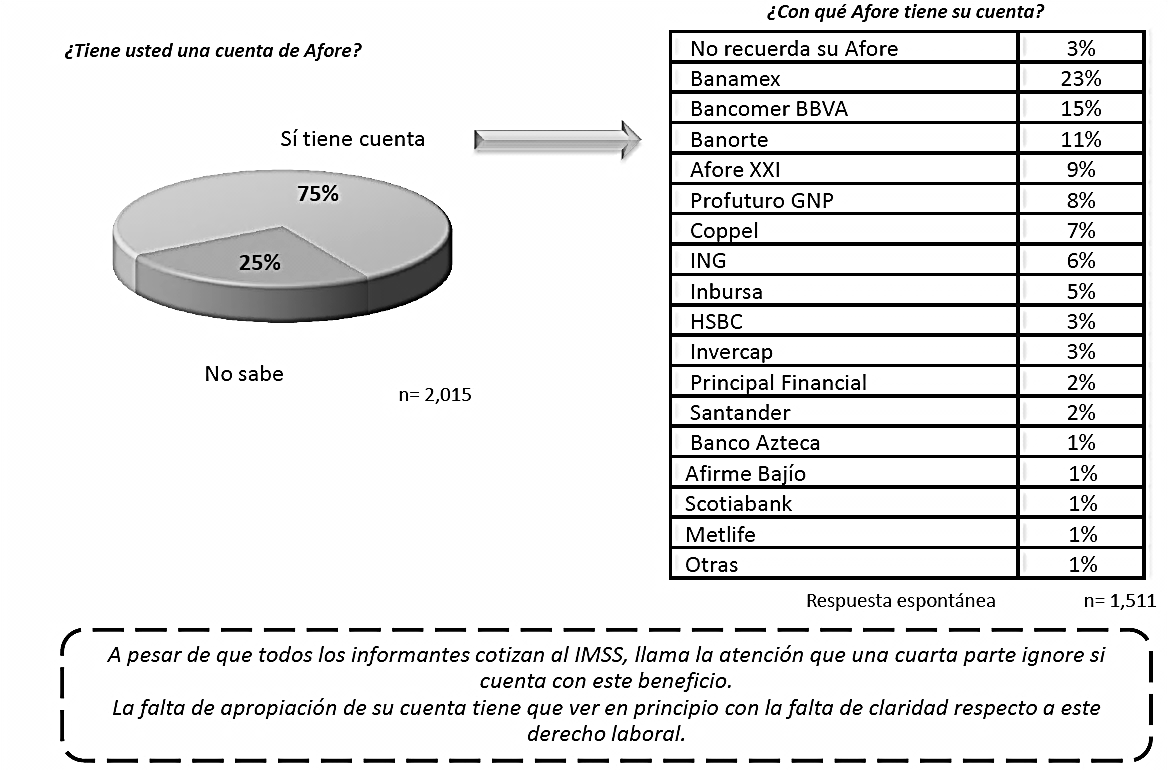 ¿Tiene usted una cuenta de Afore?
Sí tiene cuenta
75%
25%
No sabe
n= 2,015
¿Con qué Afore tiene su cuenta?
No recuerda su Afore 3%
Banamex 23%
Bancomer BBVA 15%
Banorte 11%
Afore XXI 9%
Profuturo GNP 8%
Coppel 7%
ING 6%
Inbursa 5%
HSBC 3%
Invercap 3%
Principal Financial 2%
Santander 2%
Banco Azteca 1%
Afirme Bajío 1%
Scotiabank 1%
Metlife 1%
Otras 1%
Respuesta espontánea n= 1,511
A pesar de que todos los informantes cotizan al IMSS, llama la atención que una cuarta parte ignore si
cuenta con este beneficio.
La falta de apropiación de su cuenta tiene que ver en principio con la falta de claridad respecto a este
derecho laboral.